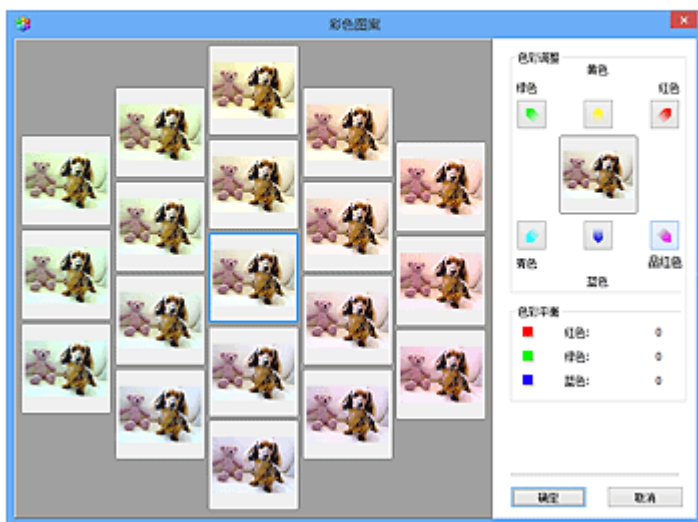 彩色图案
色彩调整
黄色
绿色 红色
青色 品红色
蓝色
色彩平衡
红色: 0
绿色: 0
蓝色: 0
确定 取消